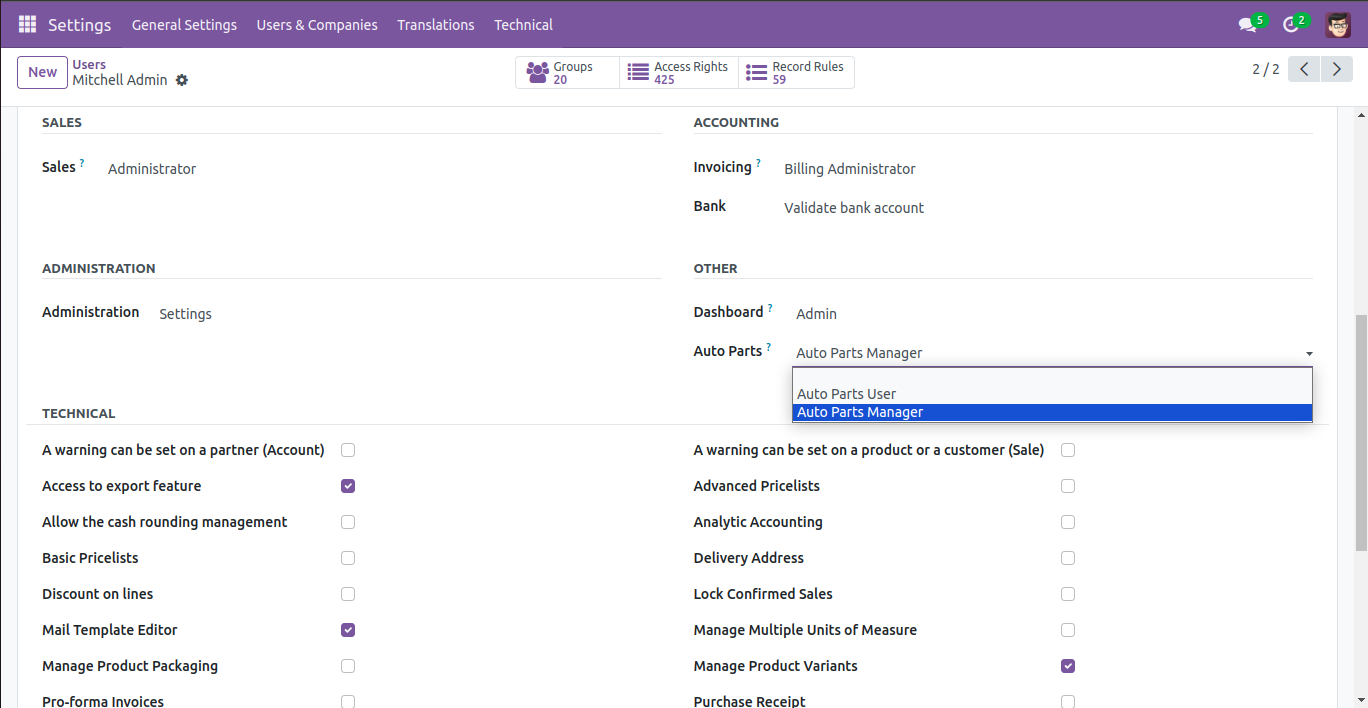 Settings General Settings Users & Companies Translations Technical 5 2
New Users Groups Access Rights Record Rules 2 / 2
Mitchell Admin 20 425 59
SALES ACCOUNTING
Sales ? Administrator Invoicing ? Billing Administrator
Bank Validate bank account
ADMINISTRATION OTHER
Administration Settings Dashboard ? Admin
Auto Parts ? Auto Parts Manager
Auto Parts User
TECHNICAL Auto Parts Manager
A warning can be set on a partner (Account) A warning can be set on a product or a customer (Sale)
Access to export feature Advanced Pricelists
Allow the cash rounding management Analytic Accounting
Basic Pricelists Delivery Address
Discount on lines Lock Confirmed Sales
Mail Template Editor Manage Multiple Units of Measure
Manage Product Packaging Manage Product Variants
Pro-forma Invoices Purchase Receipt